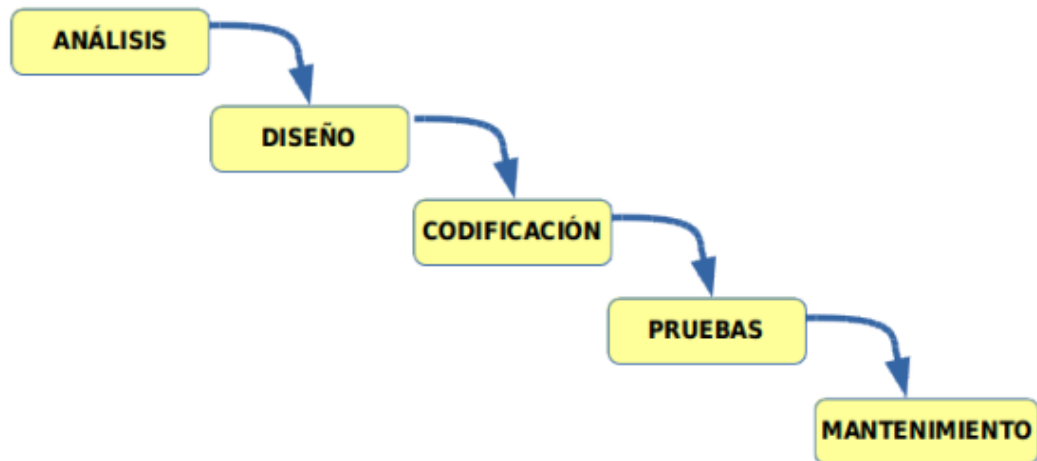 ANÁLISIS
DISEÑO
CODIFICACIÓN
PRUEBAS
MANTENIMIENTO